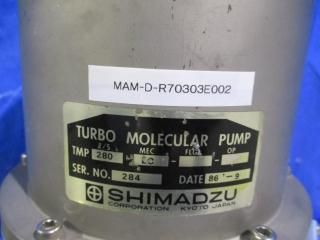 MAM-D-R70303E002
TURBO MOLECULAR PUMP
ℓ/S MEC FLG OP
TMP 280 - - -
SER. NO. 284 DATE 86 - 9
SHIMADZU
CORPORATION KYOTO JAPAN